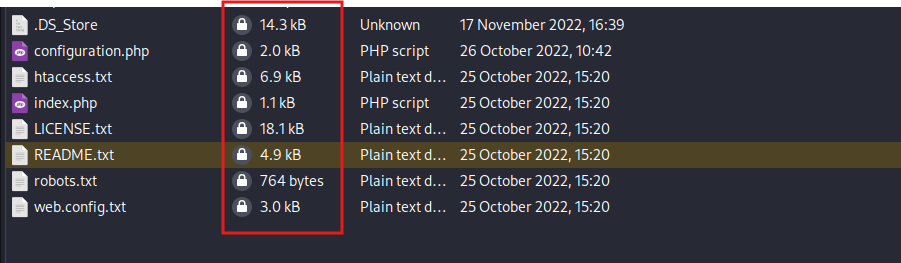 .DS_Store 14.3 kB Unknown 17 November 2022, 16:39
configuration.php 2.0 kB PHP script 26 October 2022, 10:42
htaccess.txt 6.9 kB Plain text d… 25 October 2022, 15:20
index.php 1.1 kB PHP script 25 October 2022, 15:20
LICENSE.txt 18.1 kB Plain text d… 25 October 2022, 15:20
README.txt 4.9 kB Plain text d… 25 October 2022, 15:20
robots.txt 764 bytes Plain text d… 25 October 2022, 15:20
web.config.txt 3.0 kB Plain text d… 25 October 2022, 15:20